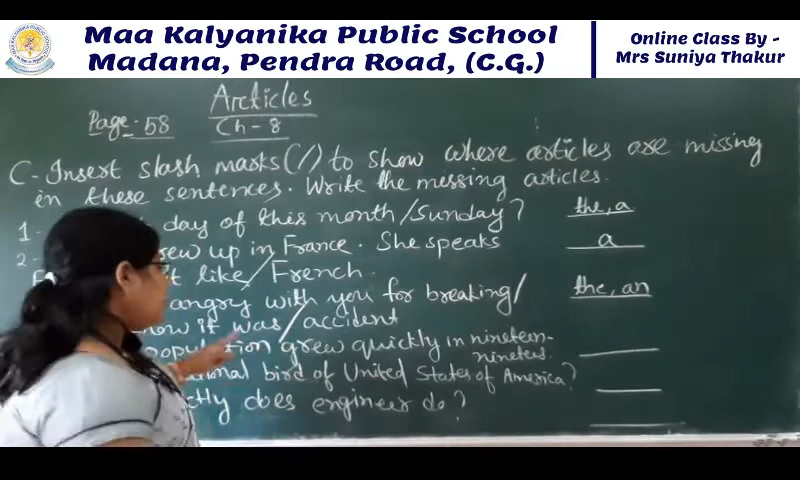 Maa Kalyanika Public School
Madana, Pendra Road, (C.G.)
Online Class By -
Mrs Suniya Thakur
Arcticles
Page - 58
Ch - 8
C - Insert slash marks (/) to show where articles are missing
in these sentences. Write the missing articles.
1. day of this month/Sunday? the, a
2. up in France. She speaks a
like/French.
angry with you for breaking/ the, an
it was/accident
grew quickly in nineteen-
nineties.
bird of United States of America?
does engineer do?